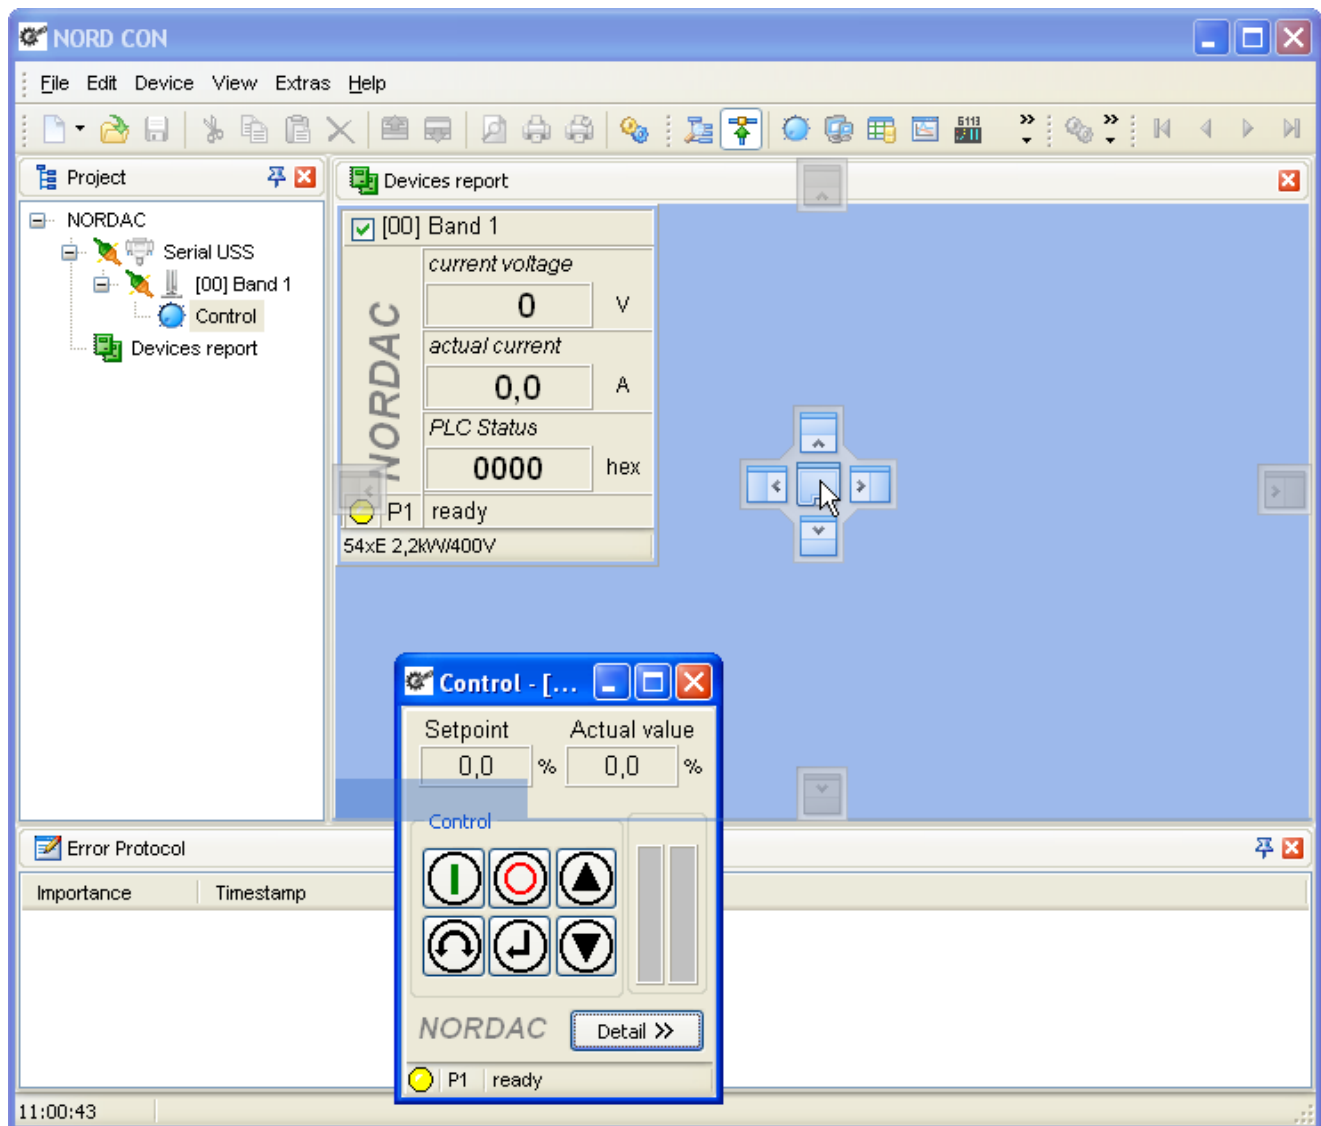 NORD CON
File Edit Device View Extras Help
5113
Project
Devices report
NORDAC
Serial USS
[00] Band 1
Control
Devices report
[00] Band 1
current voltage
0 V
actual current
0,0 A
PLC Status
0000 hex
NORDAC
P1 ready
54xE 2,2kW/400V
Control - [...
Setpoint Actual value
0,0 % 0,0 %
Control
NORDAC
Detail >>
P1 ready
Error Protocol
Importance Timestamp
11:00:43